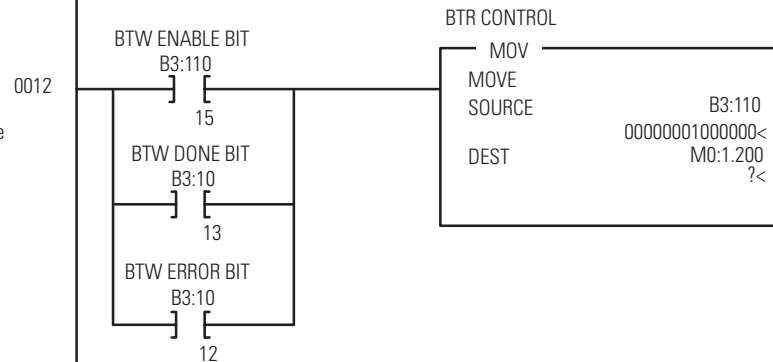 BTR CONTROL
BTW ENABLE BIT
B3:110
15
0012
e
BTW DONE BIT
B3:10
13
BTW ERROR BIT
B3:10
12
MOV
MOVE
SOURCE B3:110
00000001000000<
DEST M0:1.200
?<